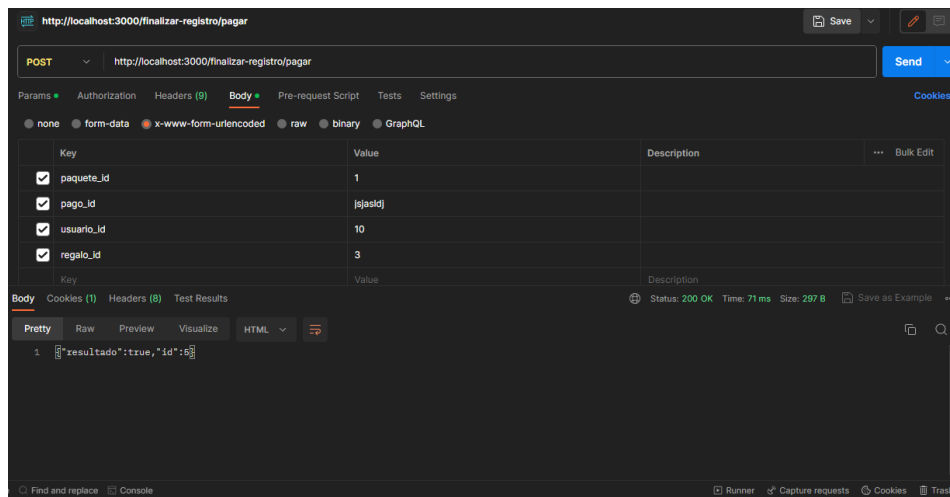 HTTP http://localhost:3000/finalizar-registro/pagar Save
POST http://localhost:3000/finalizar-registro/pagar Send
Params Authorization Headers (9) Body Pre-request Script Tests Settings Cookies
none form-data x-www-form-urlencoded raw binary GraphQL
Key Value Description Bulk Edit
paquete_id 1
pago_id jsjasldj
usuario_id 10
regalo_id 3
Key Value Description
Body Cookies (1) Headers (8) Test Results Status: 200 OK Time: 71 ms Size: 297 B Save as Example
Pretty Raw Preview Visualize HTML
1 {"resultado":true,"id":5}
Find and replace Console Runner Capture requests Cookies Tras